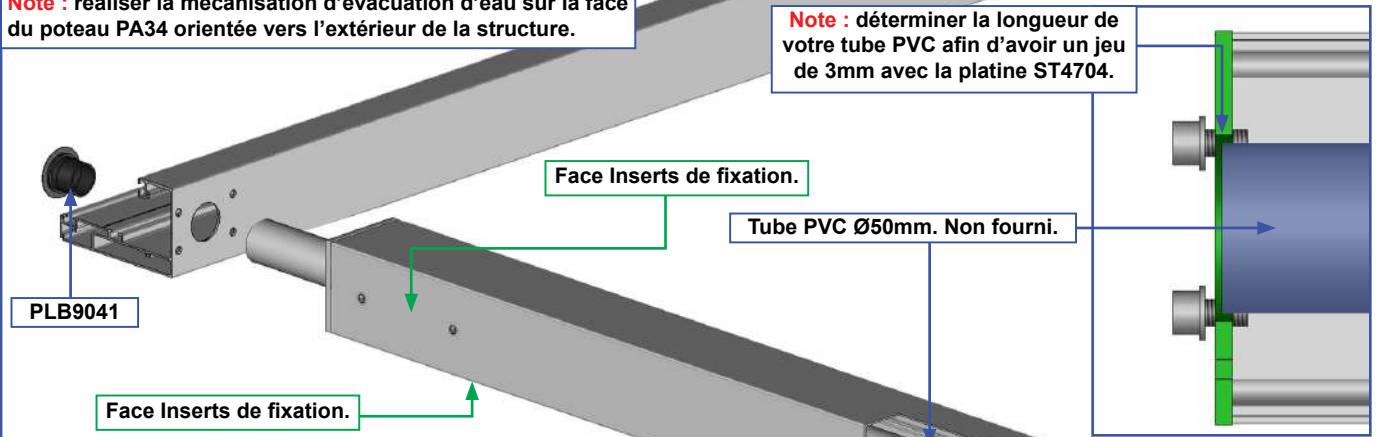 Note : réaliser la mécanisation d'évacuation d'eau sur la face
du poteau PA34 orientée vers l'extérieur de la structure.
Note : déterminer la longueur de
votre tube PVC afin d'avoir un jeu
de 3mm avec la platine ST4704.
Face Inserts de fixation.
Tube PVC Ø50mm. Non fourni.
PLB9041
Face Inserts de fixation.